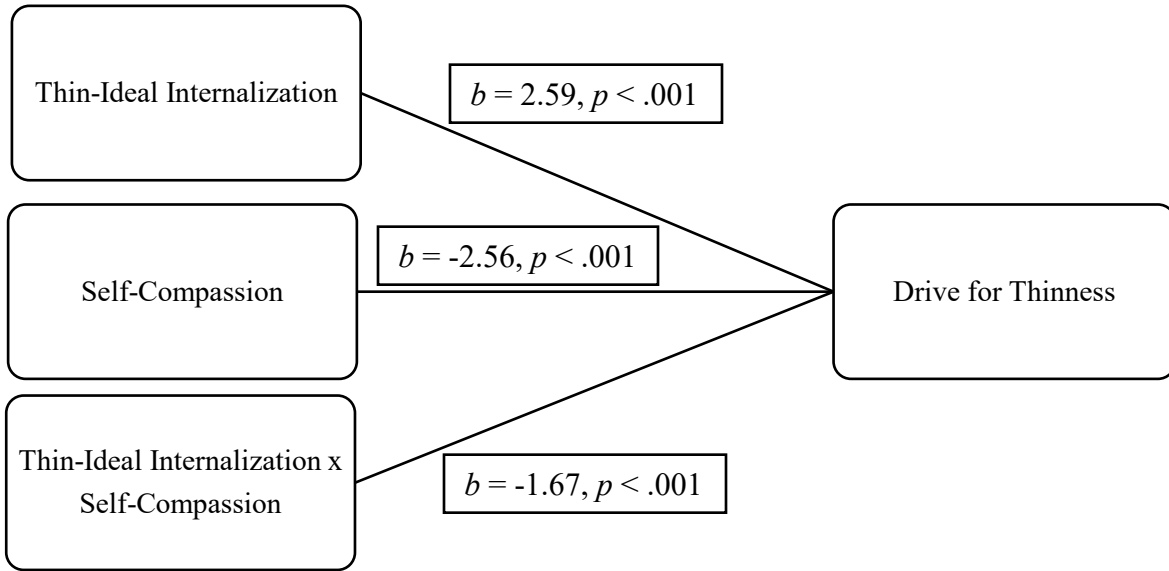 Thin-Ideal Internalization
b = 2.59, p < .001
Self-Compassion
b = -2.56, p < .001
Drive for Thinness
Thin-Ideal Internalization x
Self-Compassion
b = -1.67, p < .001